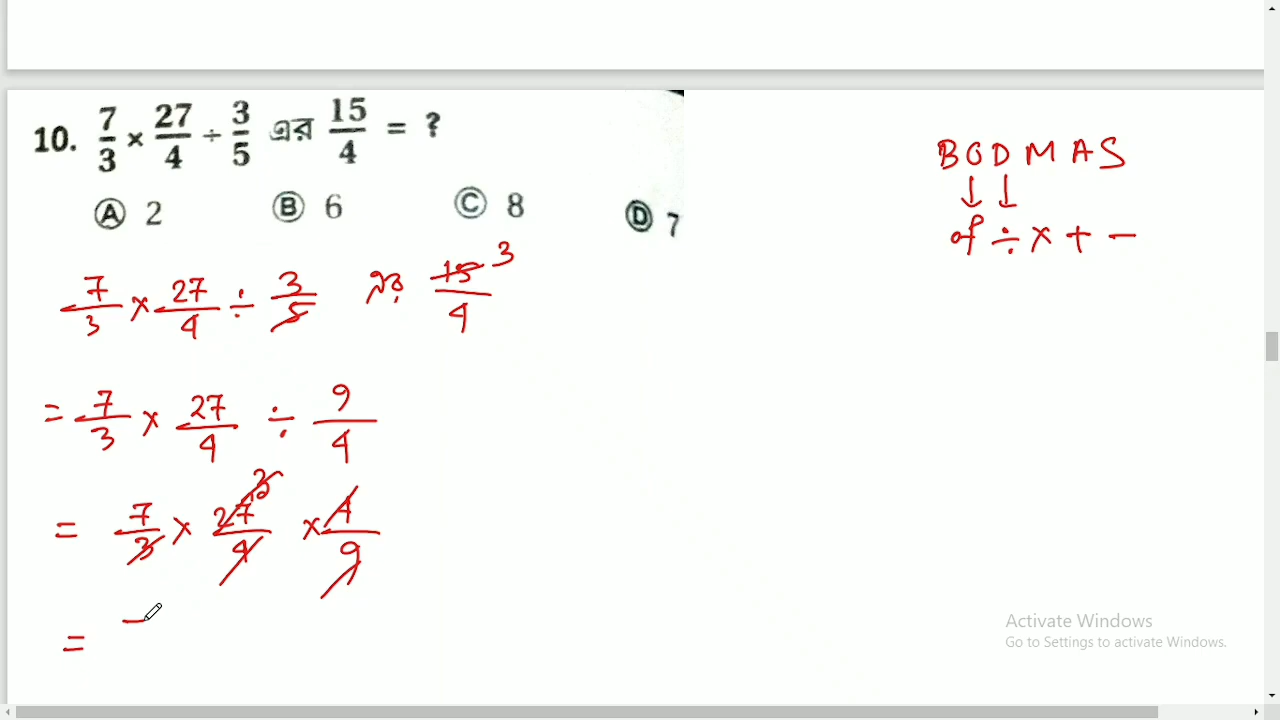 10. 7/3 × 27/4 ÷ 3/5 এর 15/4 = ?
Ⓐ 2 Ⓑ 6 Ⓒ 8 Ⓓ 7
B O D M A S
↓ ↓
of ÷ × + −
7/3 × 27/4 ÷ 3/5 এর 15/4 3
= 7/3 × 27/4 ÷ 9/4
= 7/3 × 27/4 × 4/9 3
=
Activate Windows
Go to Settings to activate Windows.